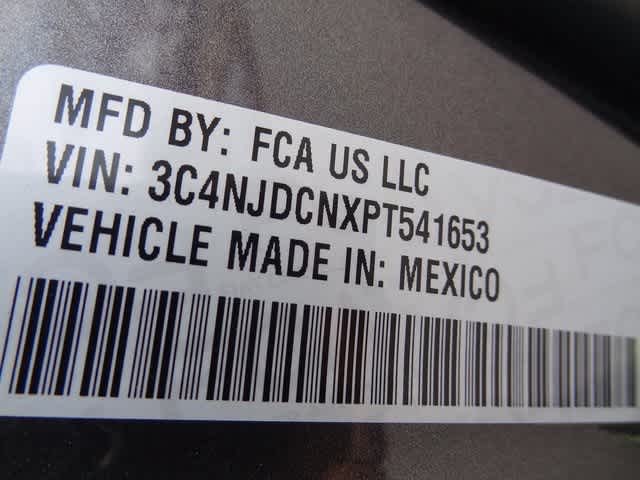 MFD BY: FCA US LLC
VIN: 3C4NJDCNXPT541653
VEHICLE MADE IN: MEXICO